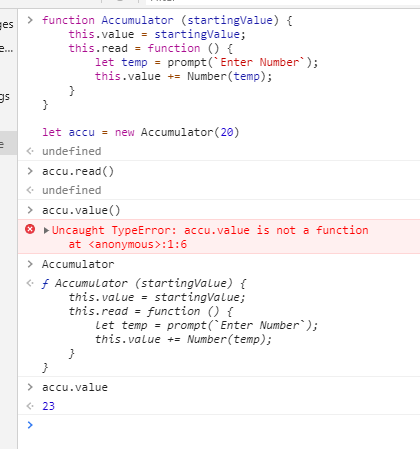 ges
function Accumulator (startingValue) {
this.value = startingValue;
e...
this.read = function () {
let temp = prompt(`Enter Number`);
this.value += Number(temp);
gs
}
}
let accu = new Accumulator(20)
e
undefined
accu.read()
undefined
accu.value()
Uncaught TypeError: accu.value is not a function
at <anonymous>:1:6
Accumulator
ƒ Accumulator (startingValue) {
this.value = startingValue;
this.read = function () {
let temp = prompt(`Enter Number`);
this.value += Number(temp);
}
}
accu.value
23